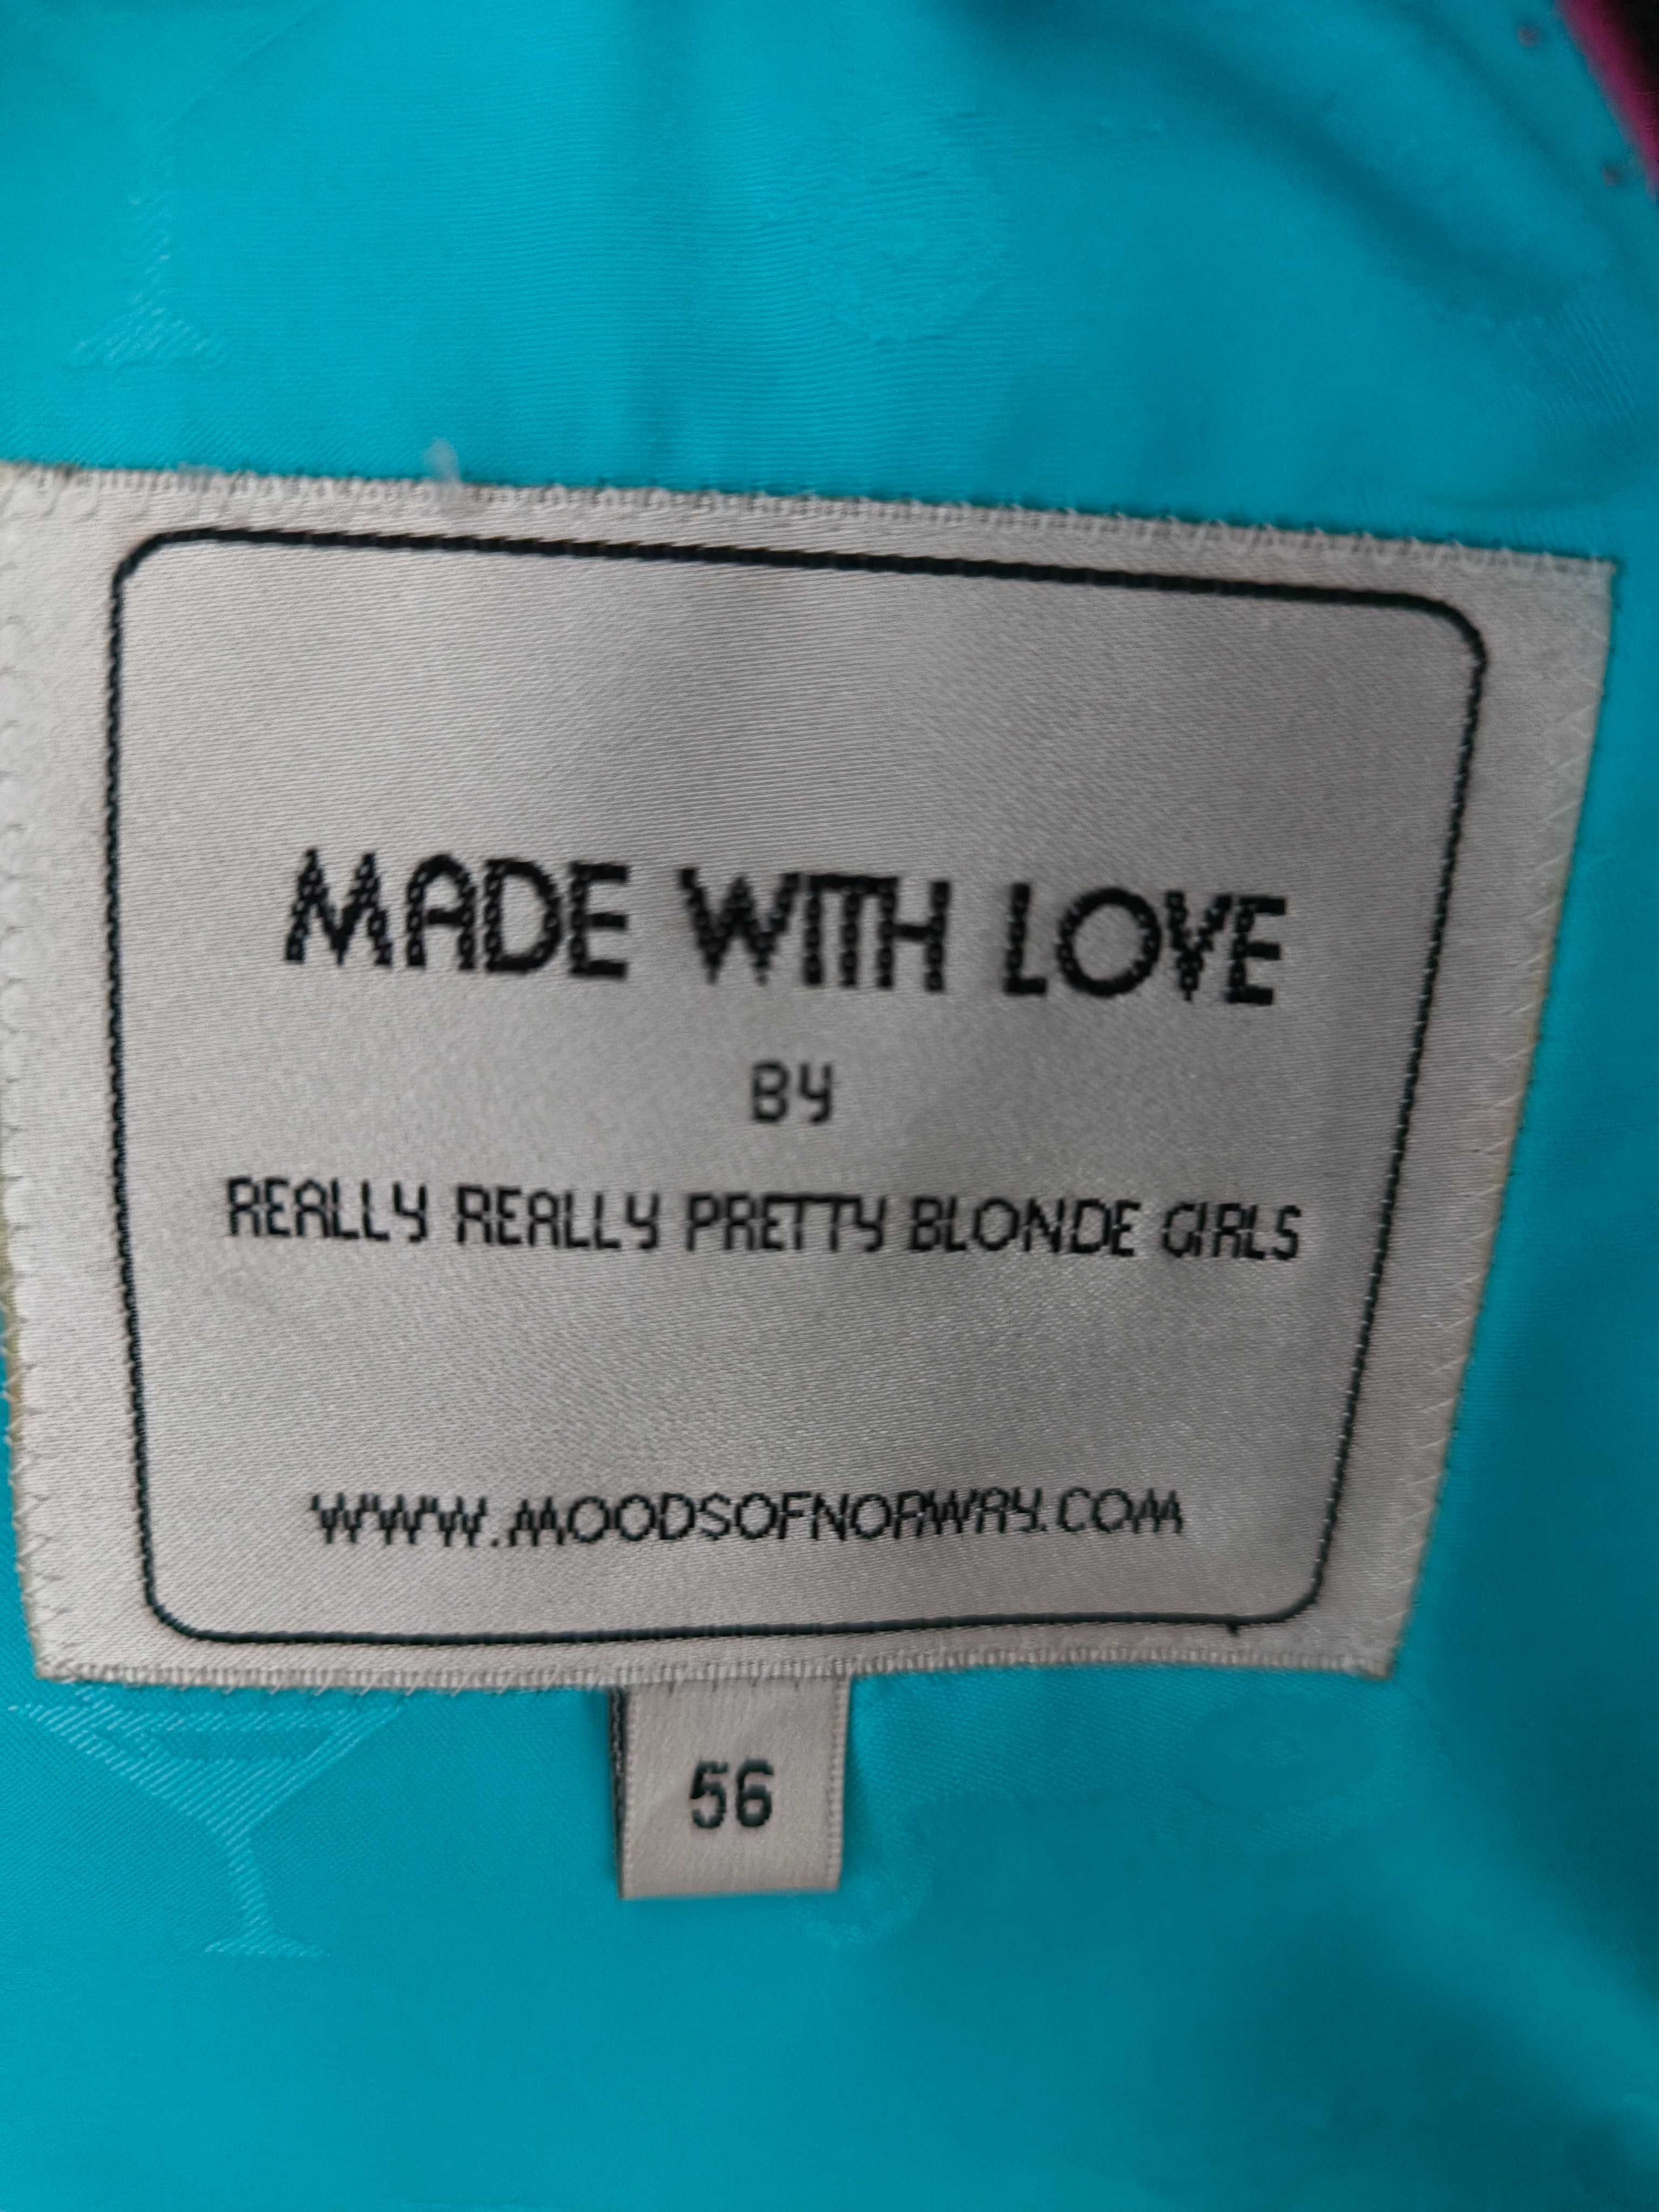 MADE WITH LOVE
BY
REALLY REALLY PRETTY BLONDE GIRLS
WWW.MOODSOFNORWAY.COM
56